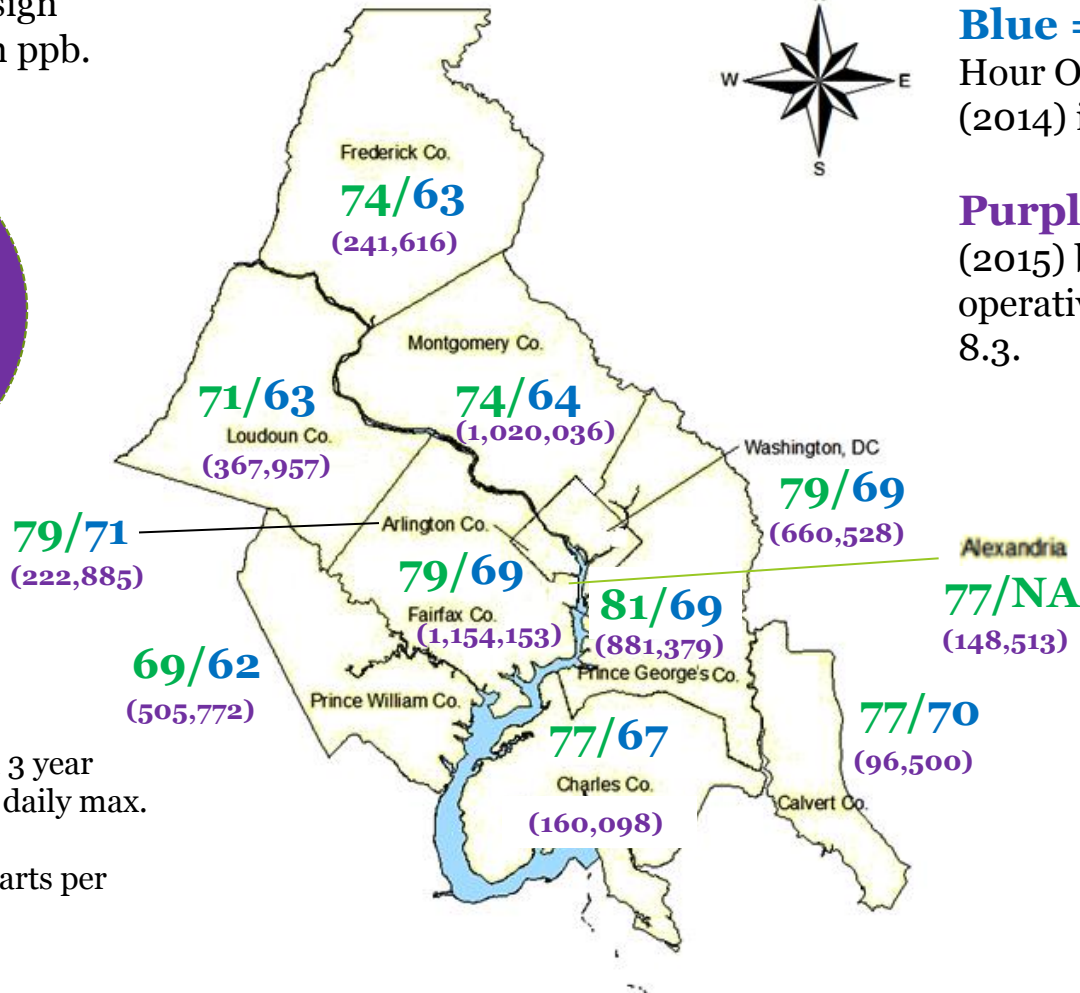 n ppb.
Blue =
Hour O
(2014) i
W
E
S
Purpl
(2015) b
operativ
8.3.
Frederick Co.
74/63
(241,616)
Montgomery Co.
74/64
(1,020,036)
71/63
Loudoun Co.
(367,957)
Washington, DC
79/69
(660,528)
79/71
(222,885)
Arlington Co.
79/69
Fairfax Co.
(1,154,153)
Alexandria
77/NA
(148,513)
81/69
(881,379)
Prince George's Co.
69/62
(505,772)
Prince William Co.
77/67
Charles Co.
(160,098)
77/70
(96,500)
Calvert Co.
3 year
daily max.
arts per